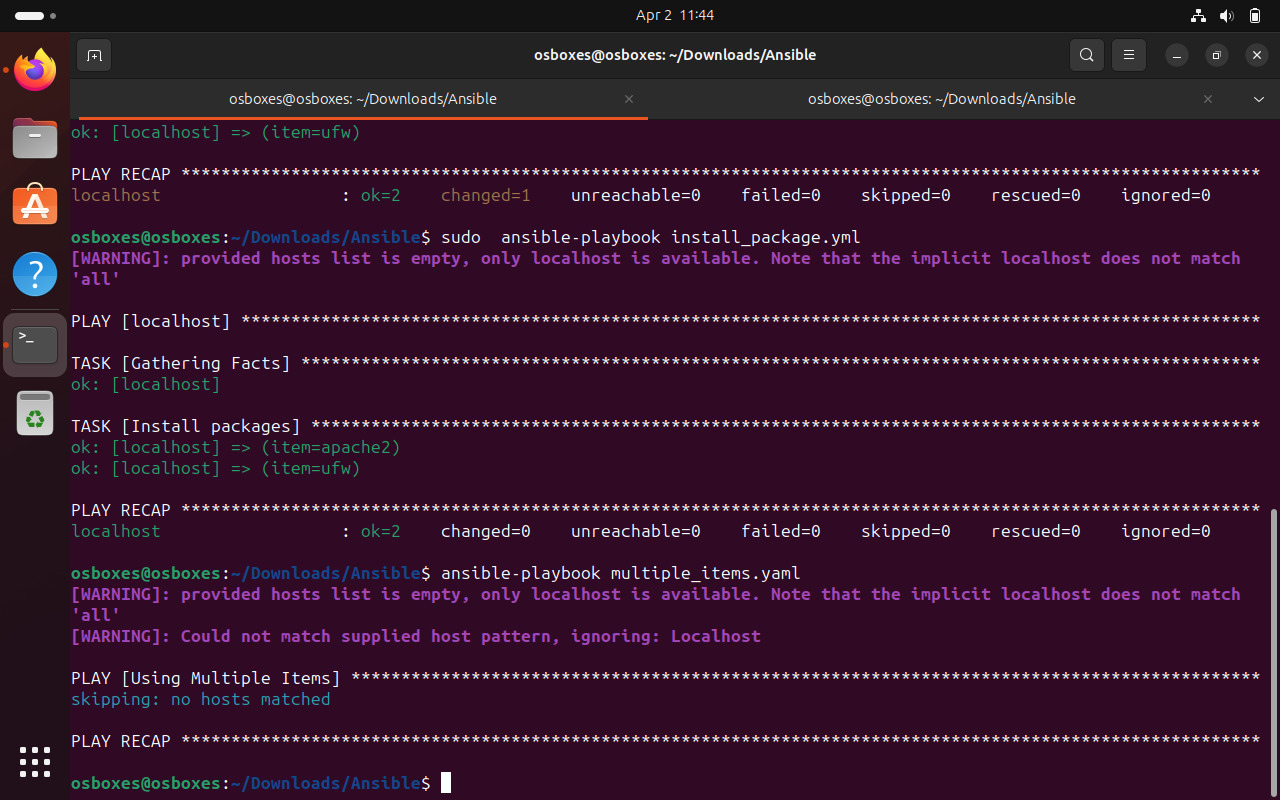 Apr 2 11:44
osboxes@osboxes: ~/Downloads/Ansible
osboxes@osboxes: ~/Downloads/Ansible
osboxes@osboxes: ~/Downloads/Ansible
ok: [localhost] => (item=ufw)
PLAY RECAP ************************************************************************************************************
localhost : ok=2 changed=1 unreachable=0 failed=0 skipped=0 rescued=0 ignored=0
osboxes@osboxes:~/Downloads/Ansible$ sudo  ansible-playbook install_package.yml
[WARNING]: provided hosts list is empty, only localhost is available. Note that the implicit localhost does not match
'all'
PLAY [localhost] ******************************************************************************************************
TASK [Gathering Facts] ************************************************************************************************
ok: [localhost]
TASK [Install packages] ***********************************************************************************************
ok: [localhost] => (item=apache2)
ok: [localhost] => (item=ufw)
PLAY RECAP ************************************************************************************************************
localhost : ok=2 changed=0 unreachable=0 failed=0 skipped=0 rescued=0 ignored=0
osboxes@osboxes:~/Downloads/Ansible$ ansible-playbook multiple_items.yaml
[WARNING]: provided hosts list is empty, only localhost is available. Note that the implicit localhost does not match
'all'
[WARNING]: Could not match supplied host pattern, ignoring: Localhost
PLAY [Using Multiple Items] *******************************************************************************************
skipping: no hosts matched
PLAY RECAP ************************************************************************************************************
osboxes@osboxes:~/Downloads/Ansible$